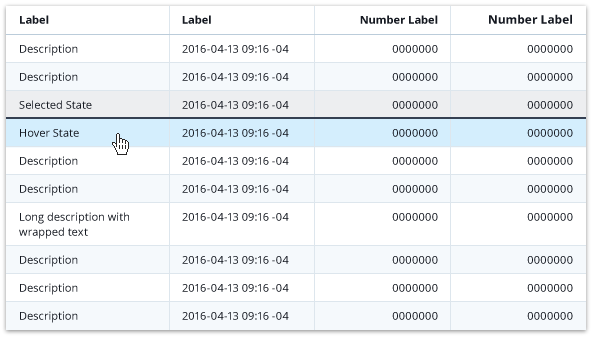 Label Label Number Label Number Label
Description 2016-04-13 09:16 -04 0000000 0000000
Description 2016-04-13 09:16 -04 0000000 0000000
Selected State 2016-04-13 09:16 -04 0000000 0000000
Hover State 2016-04-13 09:16 -04 0000000 0000000
Description 2016-04-13 09:16 -04 0000000 0000000
Description 2016-04-13 09:16 -04 0000000 0000000
Long description with 2016-04-13 09:16 -04 0000000 0000000
wrapped text
Description 2016-04-13 09:16 -04 0000000 0000000
Description 2016-04-13 09:16 -04 0000000 0000000
Description 2016-04-13 09:16 -04 0000000 0000000